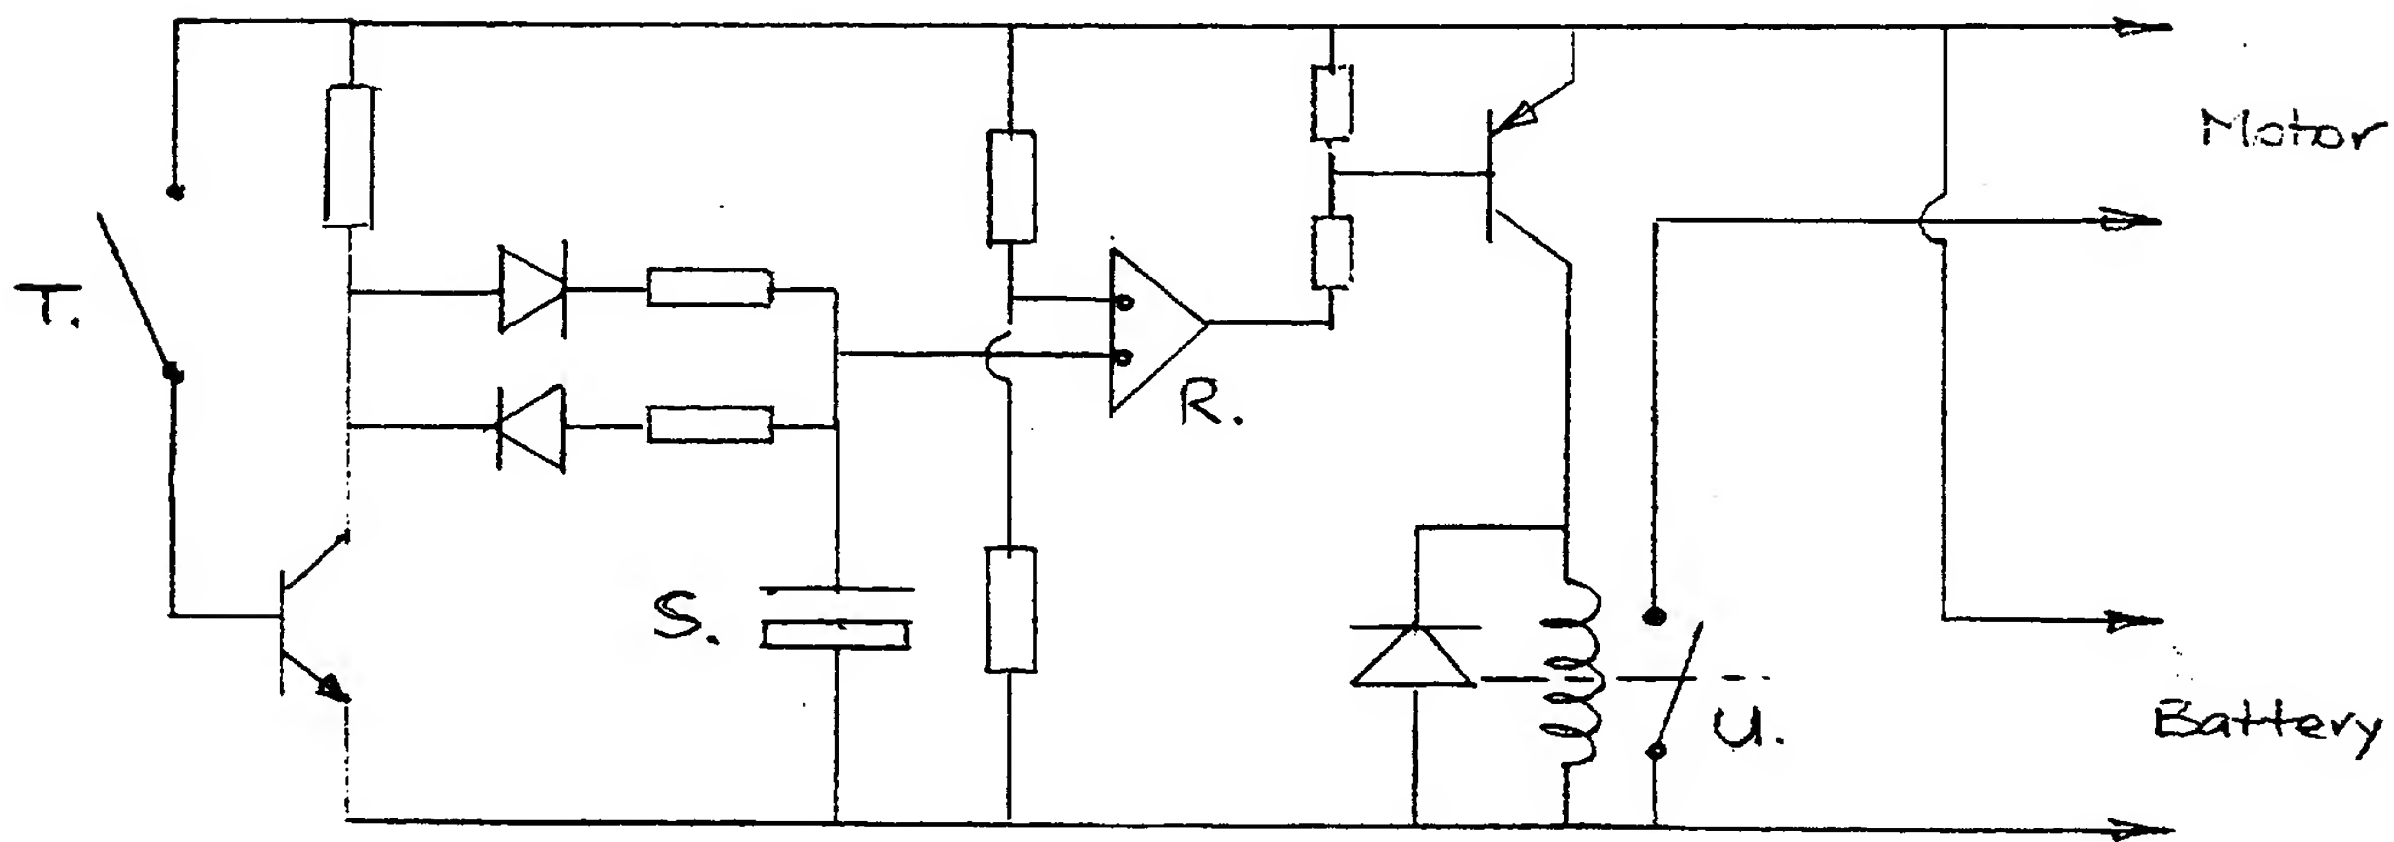 Motor
T.
R.
S.
U.
Battery